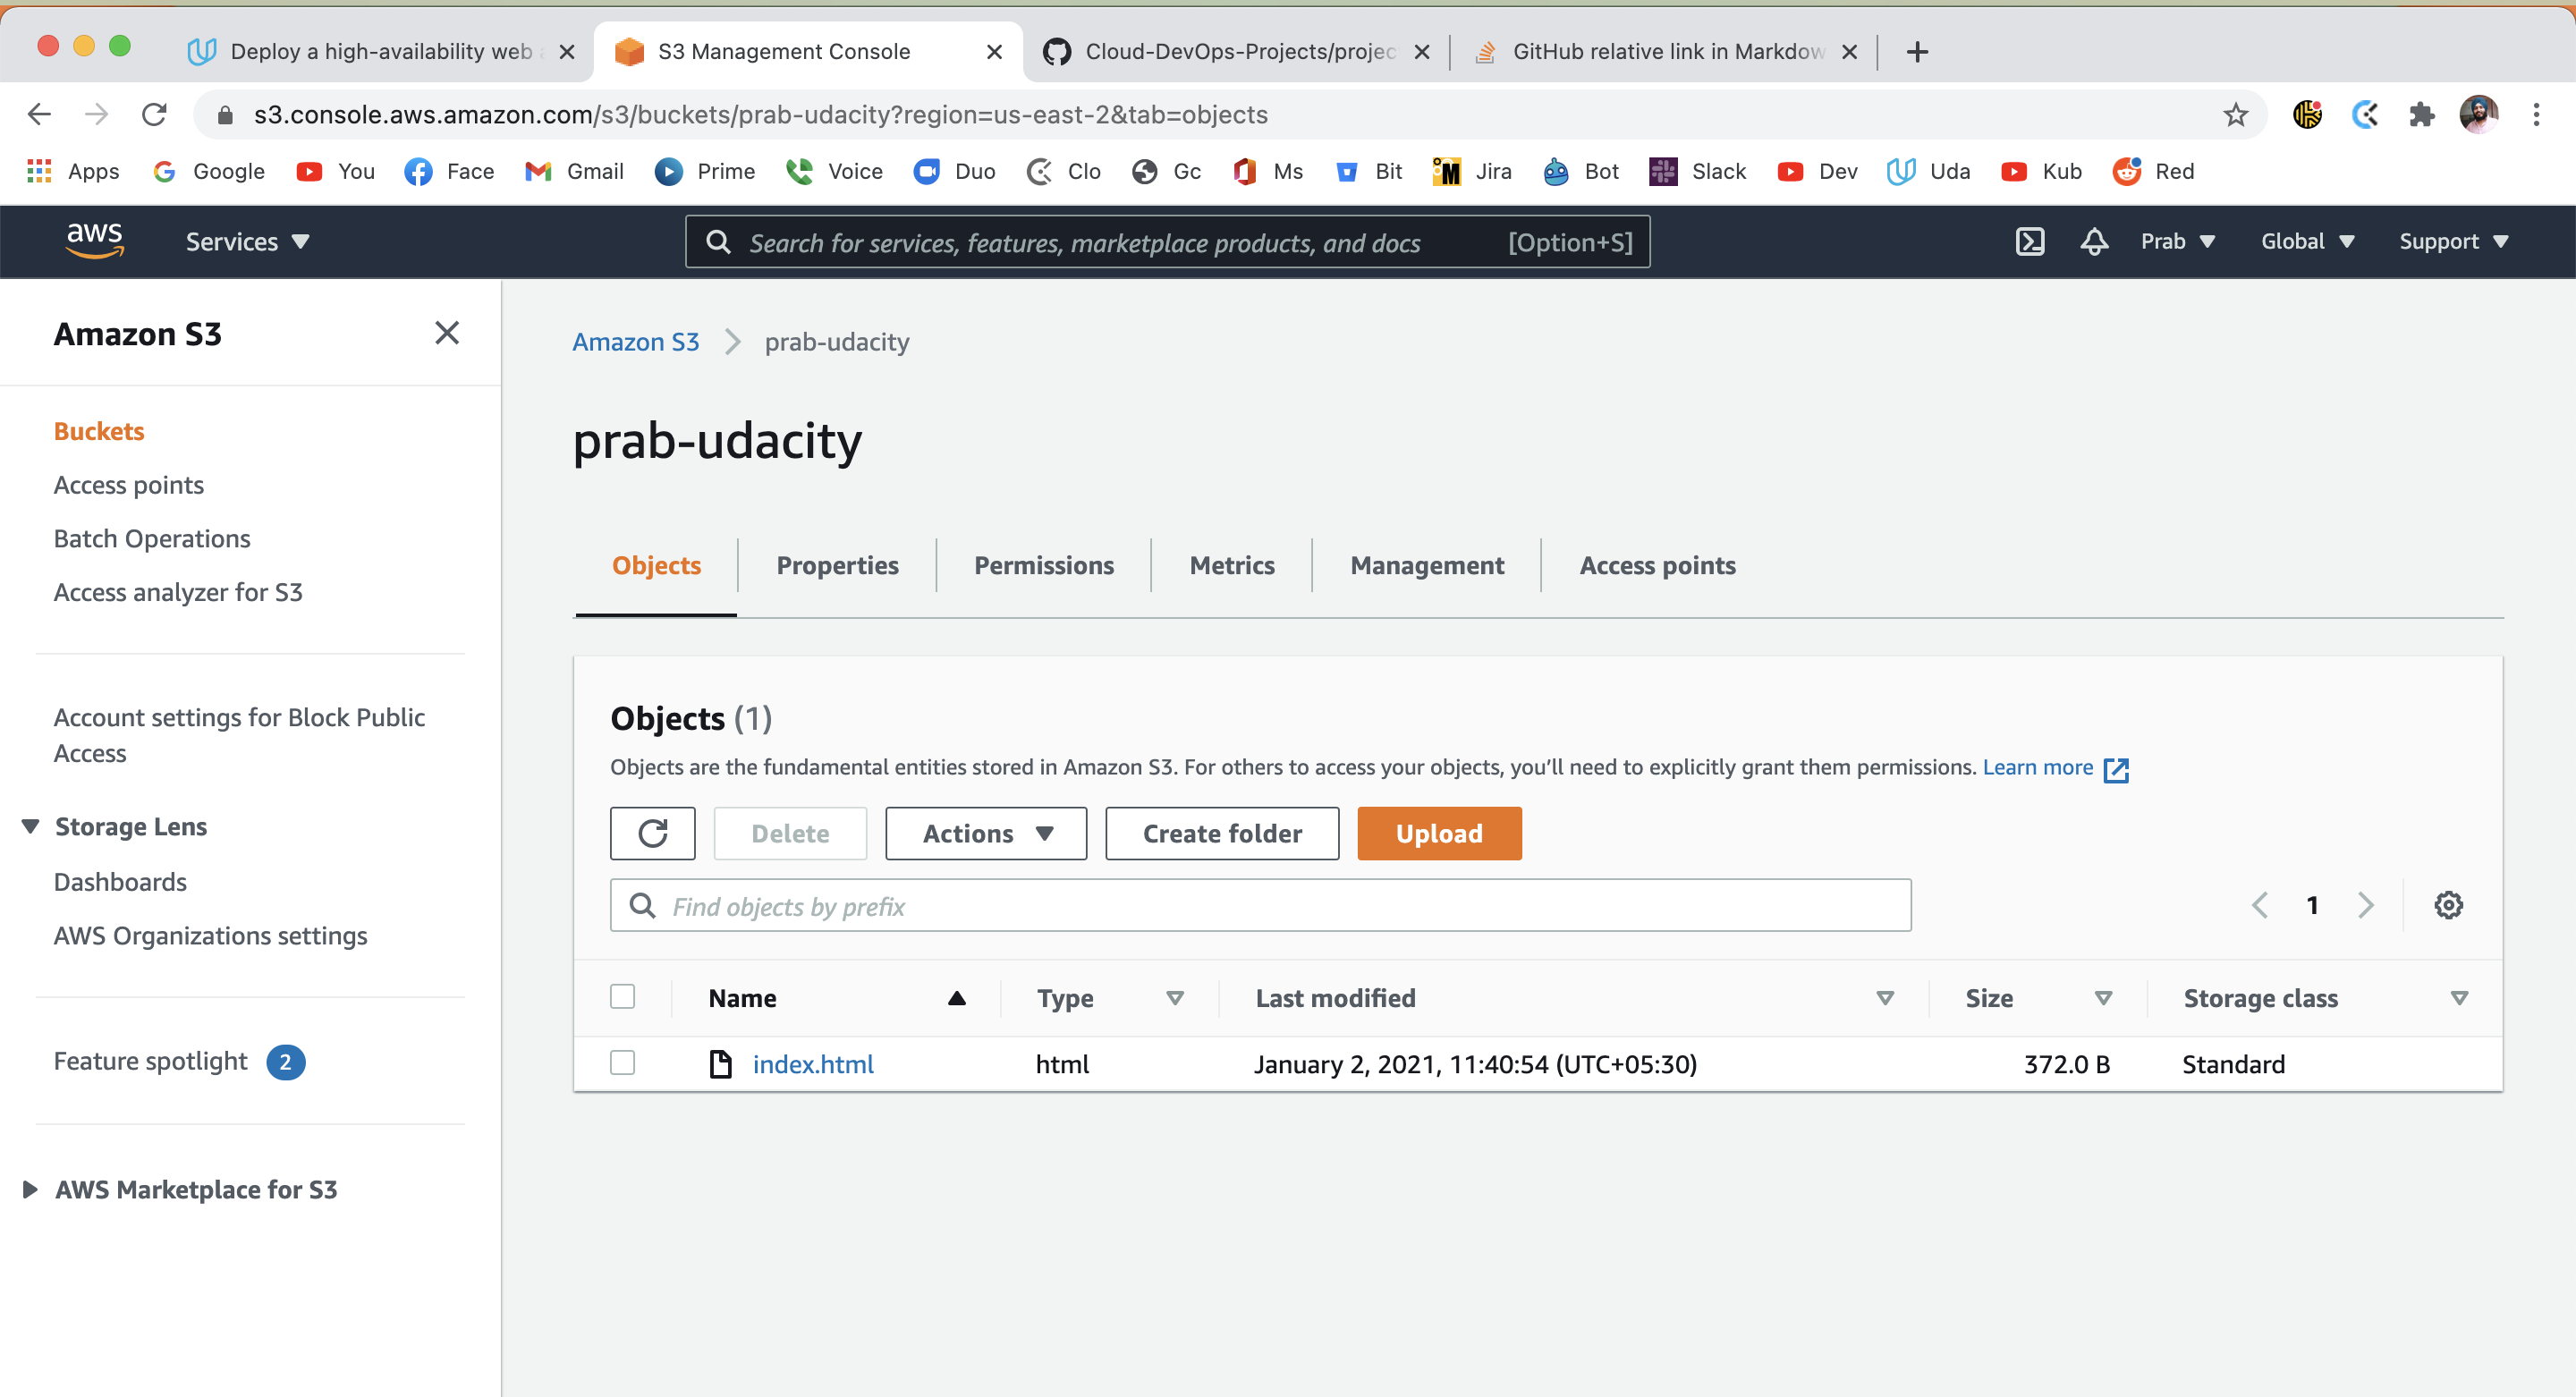 Deploy a high-availability web a
S3 Management Console
Cloud-DevOps-Projects/projec
GitHub relative link in Markdow
s3.console.aws.amazon.com/s3/buckets/prab-udacity?region=us-east-2&tab=objects
Apps Google You Face Gmail Prime Voice Duo Clo Gc Ms Bit Jira Bot Slack Dev Uda Kub Red
aws Services Search for services, features, marketplace products, and docs [Option+S] Prab Global Support
Amazon S3
Buckets
Access points
Batch Operations
Access analyzer for S3
Account settings for Block Public
Access
Storage Lens
Dashboards
AWS Organizations settings
Feature spotlight 2
AWS Marketplace for S3
Amazon S3 prab-udacity
prab-udacity
Objects Properties Permissions Metrics Management Access points
Objects (1)
Objects are the fundamental entities stored in Amazon S3. For others to access your objects, you’ll need to explicitly grant them permissions. Learn more
Delete Actions Create folder Upload
Find objects by prefix 1
Name Type Last modified Size Storage class
index.html html January 2, 2021, 11:40:54 (UTC+05:30) 372.0 B Standard